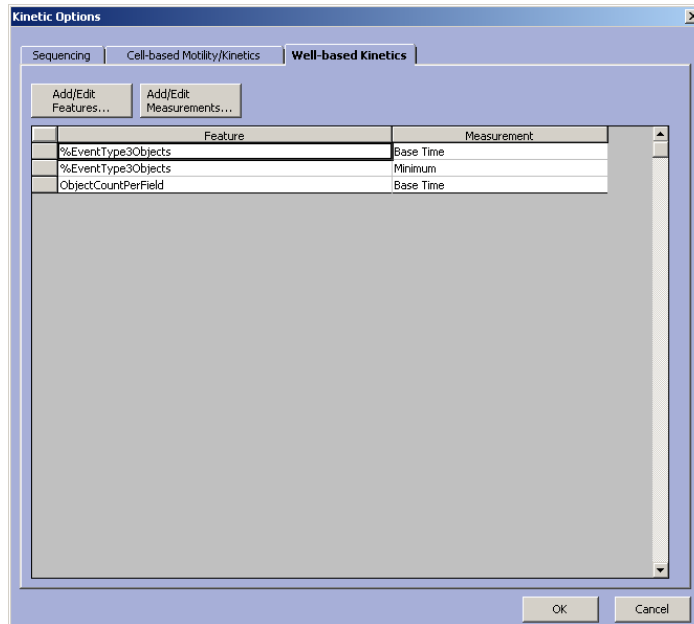 Kinetic Options
Sequencing Cell-based Motility/Kinetics Well-based Kinetics
Add/Edit Features... Add/Edit Measurements...
Feature Measurement
%EventType3Objects Base Time
%EventType3Objects Minimum
ObjectCountPerField Base Time
OK Cancel